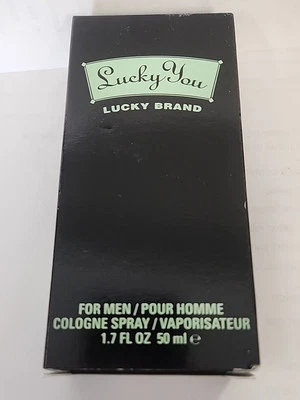 Lucky You
LUCKY BRAND
FOR MEN / POUR HOMME
COLOGNE SPRAY / VAPORISATEUR
1.7 FL OZ 50 ml ℮